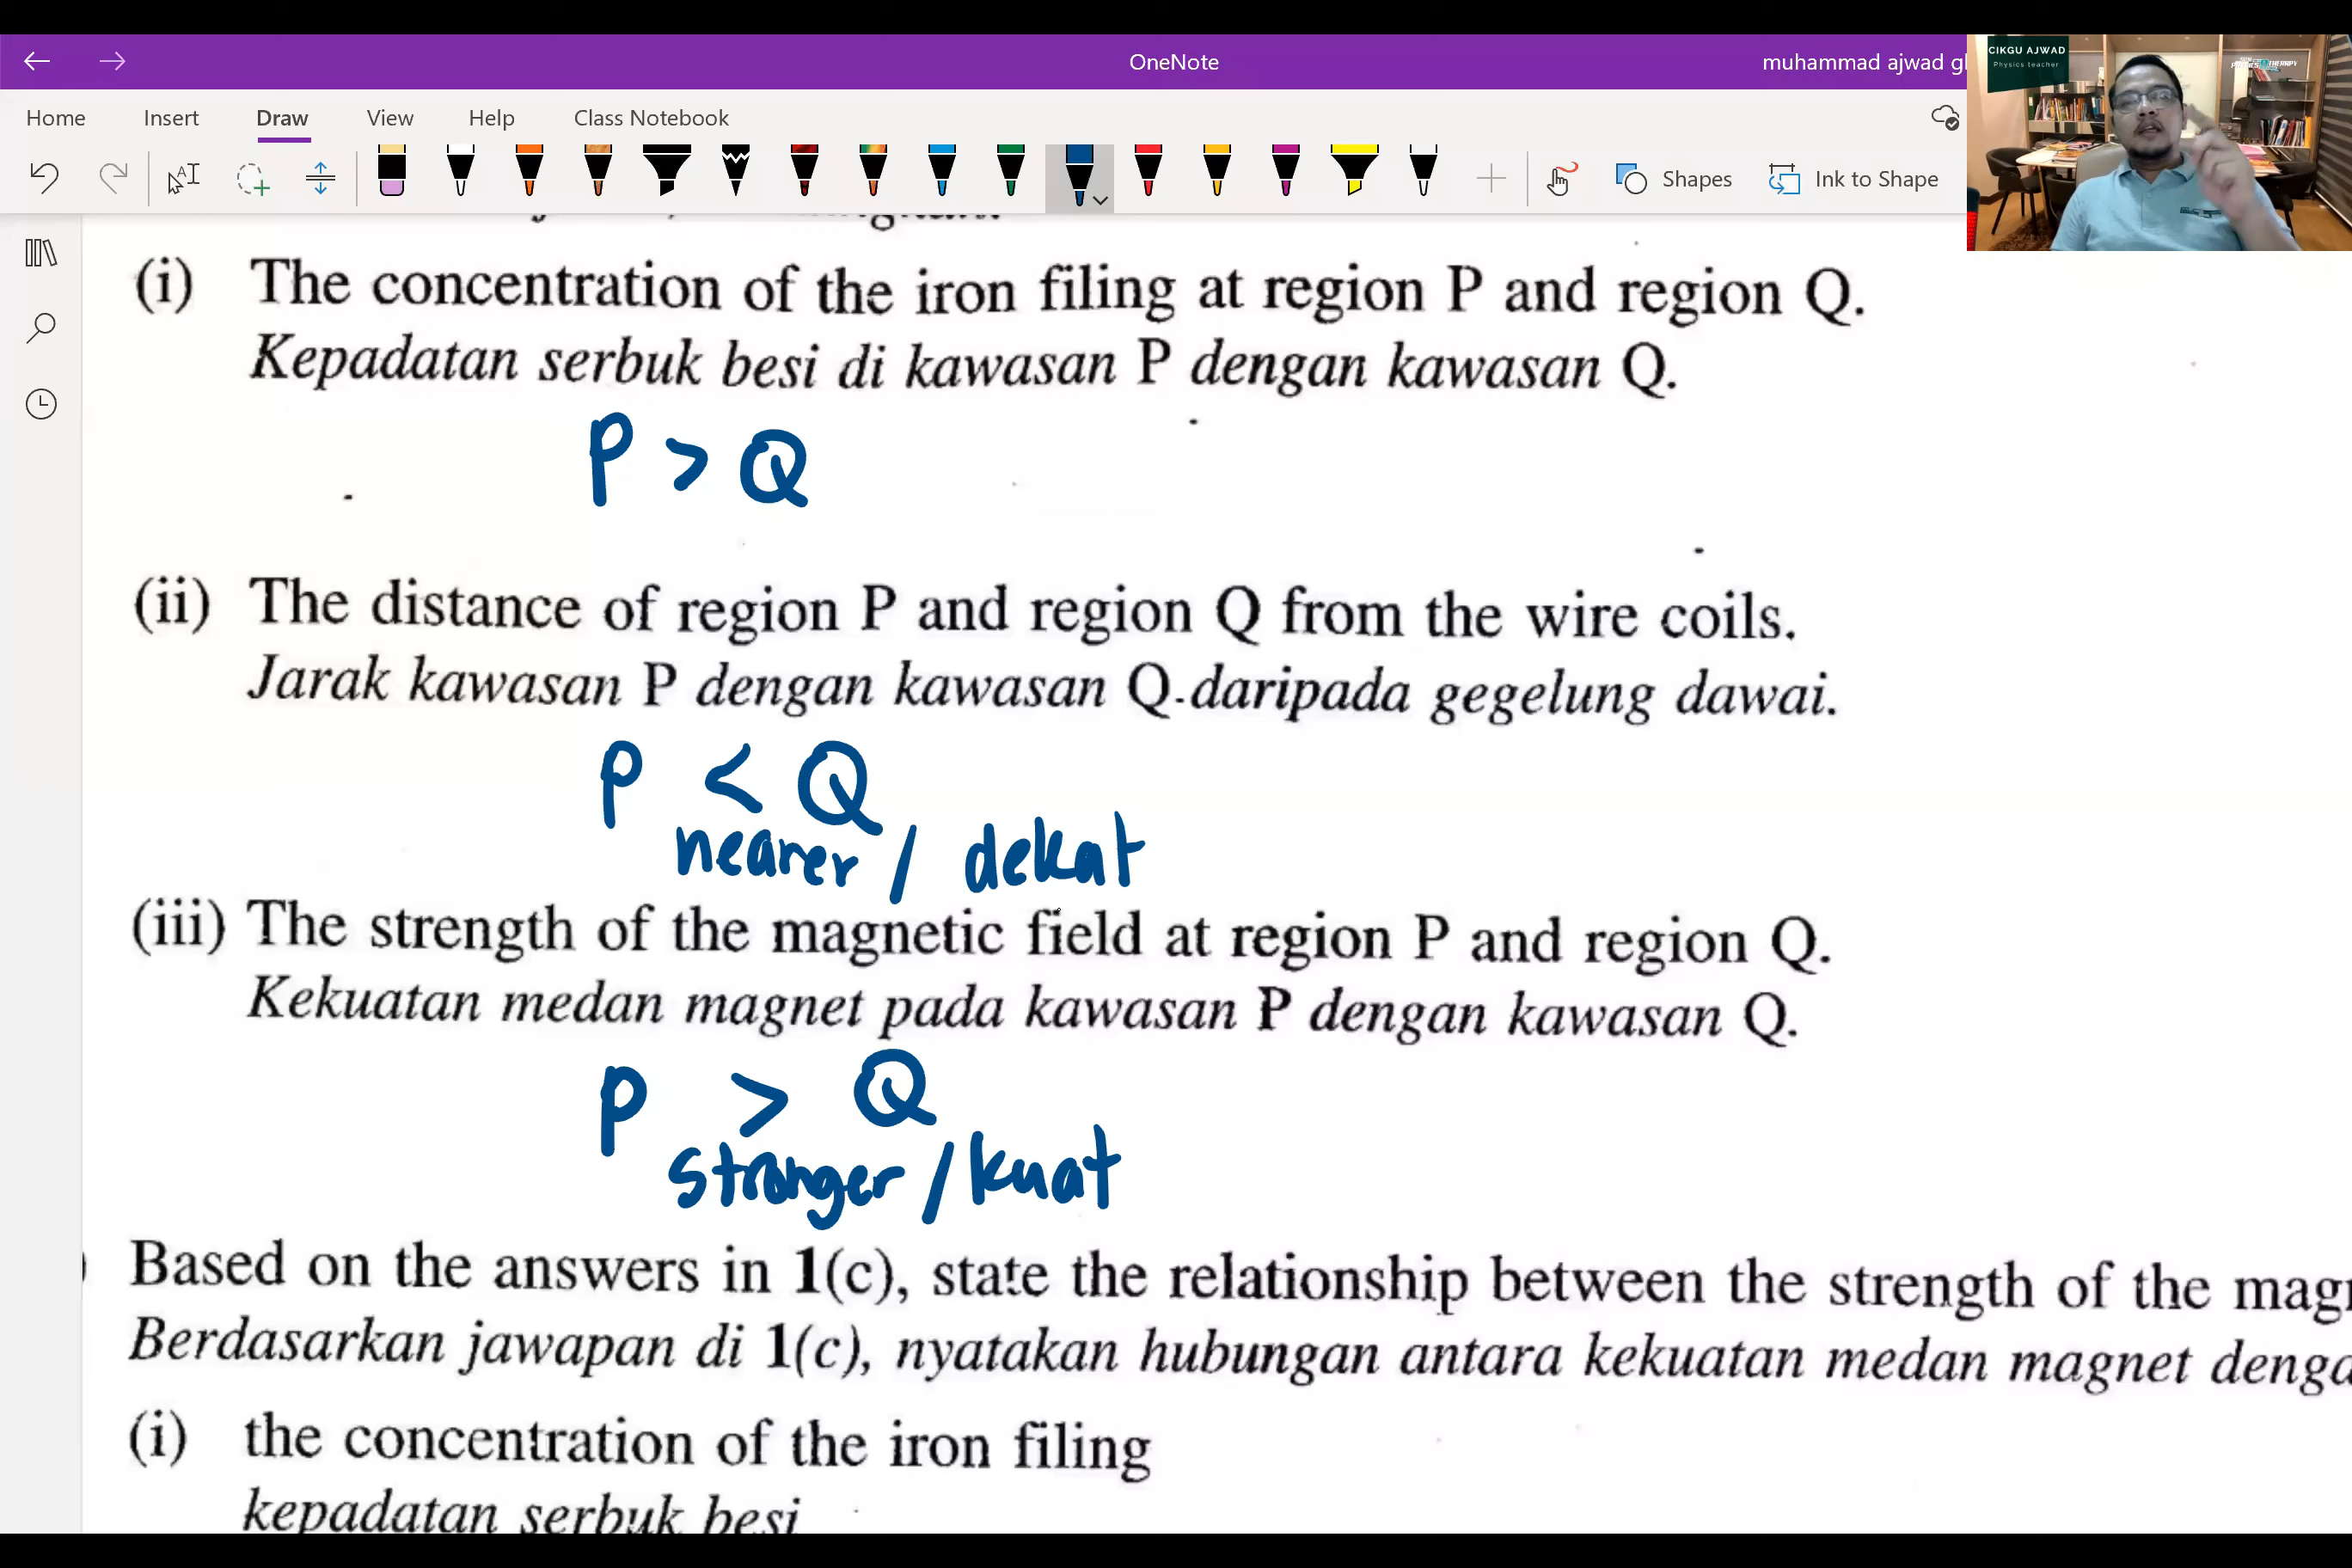 OneNote
muhammad ajwad gl
CIKGU AJWAD
Physics teacher
Home Insert Draw View Help Class Notebook
Shapes Ink to Shape
(i) The concentration of the iron filing at region P and region Q.
Kepadatan serbuk besi di kawasan P dengan kawasan Q.
P > Q
(ii) The distance of region P and region Q from the wire coils.
Jarak kawasan P dengan kawasan Q.daripada gegelung dawai.
P < Q
nearer / dekat
(iii) The strength of the magnetic field at region P and region Q.
Kekuatan medan magnet pada kawasan P dengan kawasan Q.
P > Q
stronger / kuat
Based on the answers in 1(c), state the relationship between the strength of the mag
Berdasarkan jawapan di 1(c), nyatakan hubungan antara kekuatan medan magnet denga
(i) the concentration of the iron filing
kepadatan serbuk besi